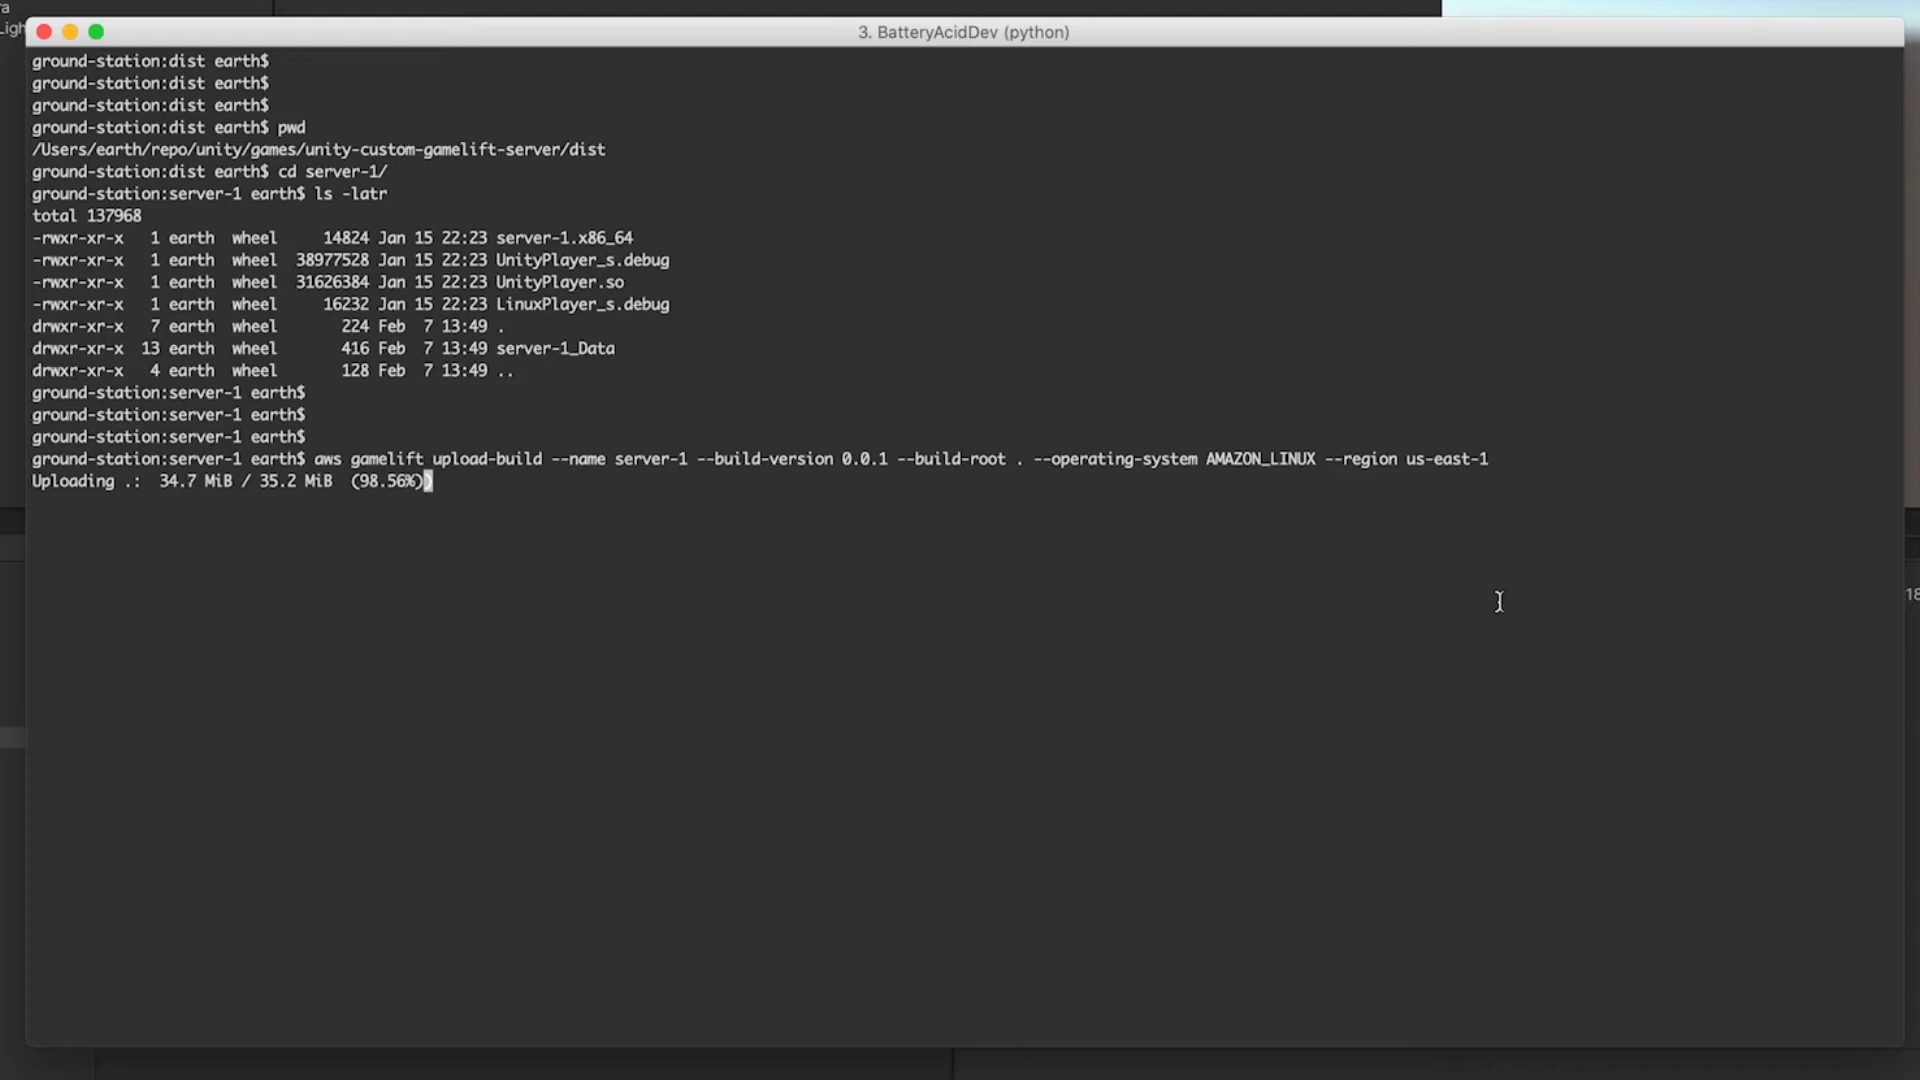 ra
Ligh
3. BatteryAcidDev (python)
ground-station:dist earth$
ground-station:dist earth$
ground-station:dist earth$
ground-station:dist earth$ pwd
/Users/earth/repo/unity/games/unity-custom-gamelift-server/dist
ground-station:dist earth$ cd server-1/
ground-station:server-1 earth$ ls -latr
total 137968
-rwxr-xr-x   1 earth  wheel     14824 Jan 15 22:23 server-1.x86_64
-rwxr-xr-x   1 earth  wheel  38977528 Jan 15 22:23 UnityPlayer_s.debug
-rwxr-xr-x   1 earth  wheel  31626384 Jan 15 22:23 UnityPlayer.so
-rwxr-xr-x   1 earth  wheel     16232 Jan 15 22:23 LinuxPlayer_s.debug
drwxr-xr-x   7 earth  wheel       224 Feb  7 13:49 .
drwxr-xr-x  13 earth  wheel       416 Feb  7 13:49 server-1_Data
drwxr-xr-x   4 earth  wheel       128 Feb  7 13:49 ..
ground-station:server-1 earth$
ground-station:server-1 earth$
ground-station:server-1 earth$
ground-station:server-1 earth$ aws gamelift upload-build --name server-1 --build-version 0.0.1 --build-root . --operating-system AMAZON_LINUX --region us-east-1
Uploading .:  34.7 MiB / 35.2 MiB  (98.56%))
18